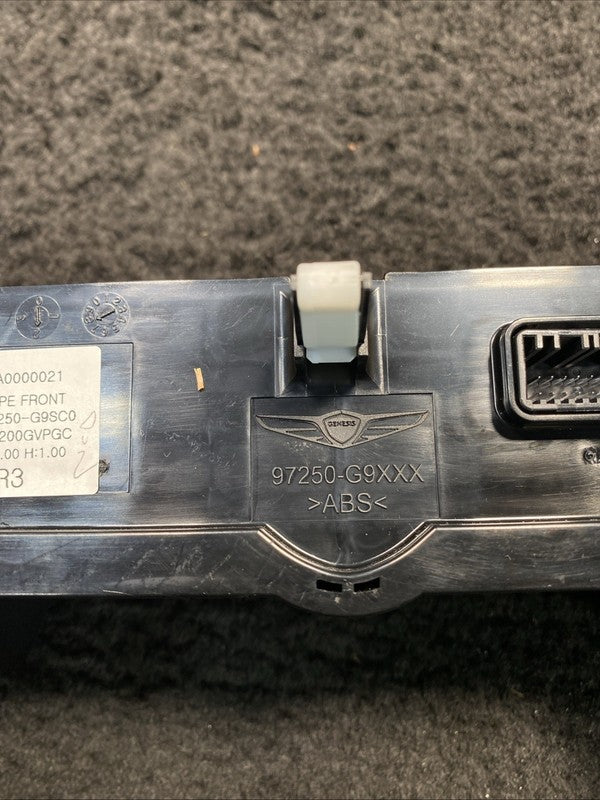 A0000021
PE FRONT
250-G9SC0
200GVPGC
.00 H:1.00
R3
GENESIS
97250-G9XXX
>ABS<